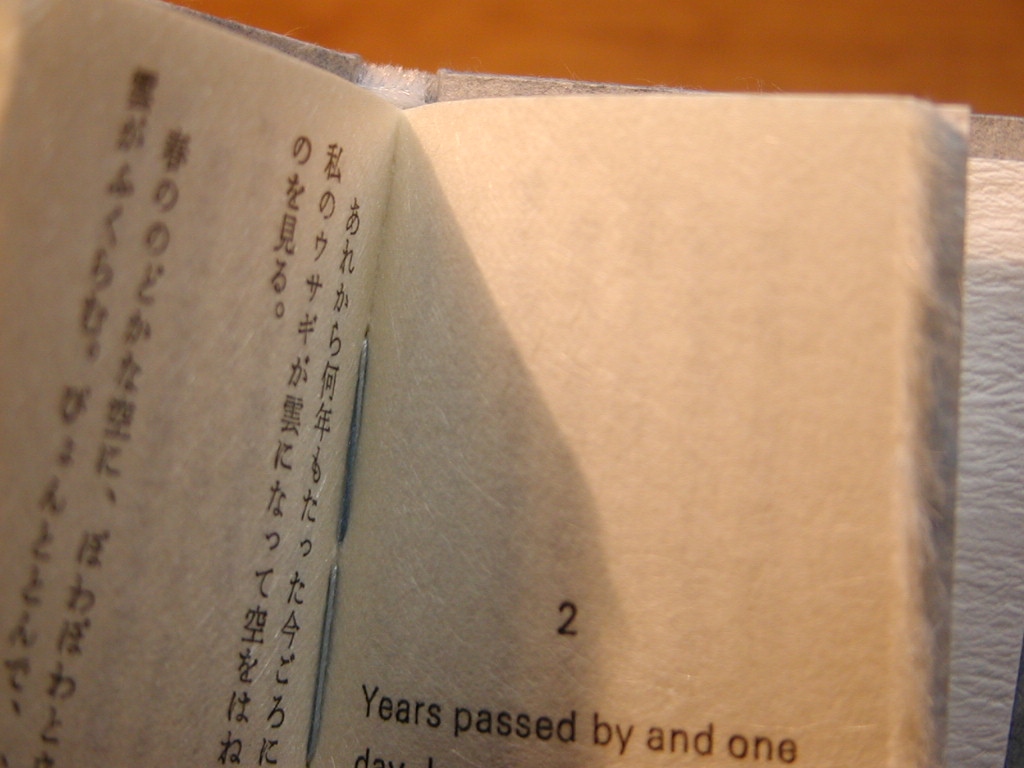 あれから何年もたった今ごろに
私のウサギが雲になって空をはね
のを見る。
春ののどかな空に、ぽわぽわと
雲がふくらむ。ぴょんととんで、
2
Years passed by and one
day,